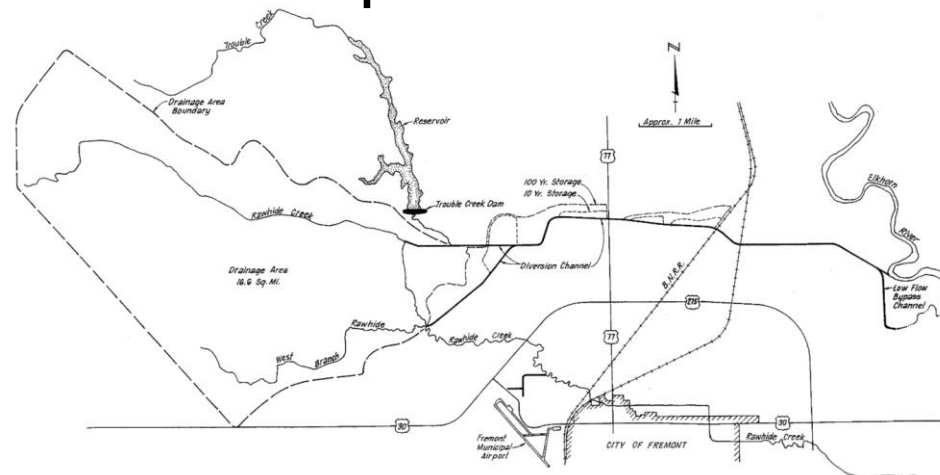 Trouble Creek
Drainage Area
Boundary
Reservoir
N
Approx. 1 Mile
77
Elkhorn
River
100 Yr. Storage
10 Yr. Storage
Trouble Creek Dam
Rawhide Creek
Diversion Channel
Drainage Area
16.6 Sq. Mi.
B.N.R.R.
Low Flow
Bypass
Channel
275
Rawhide
West Branch
Rawhide Creek
77
30
30
Fremont
Municipal
Airport
CITY OF FREMONT
Rawhide Creek